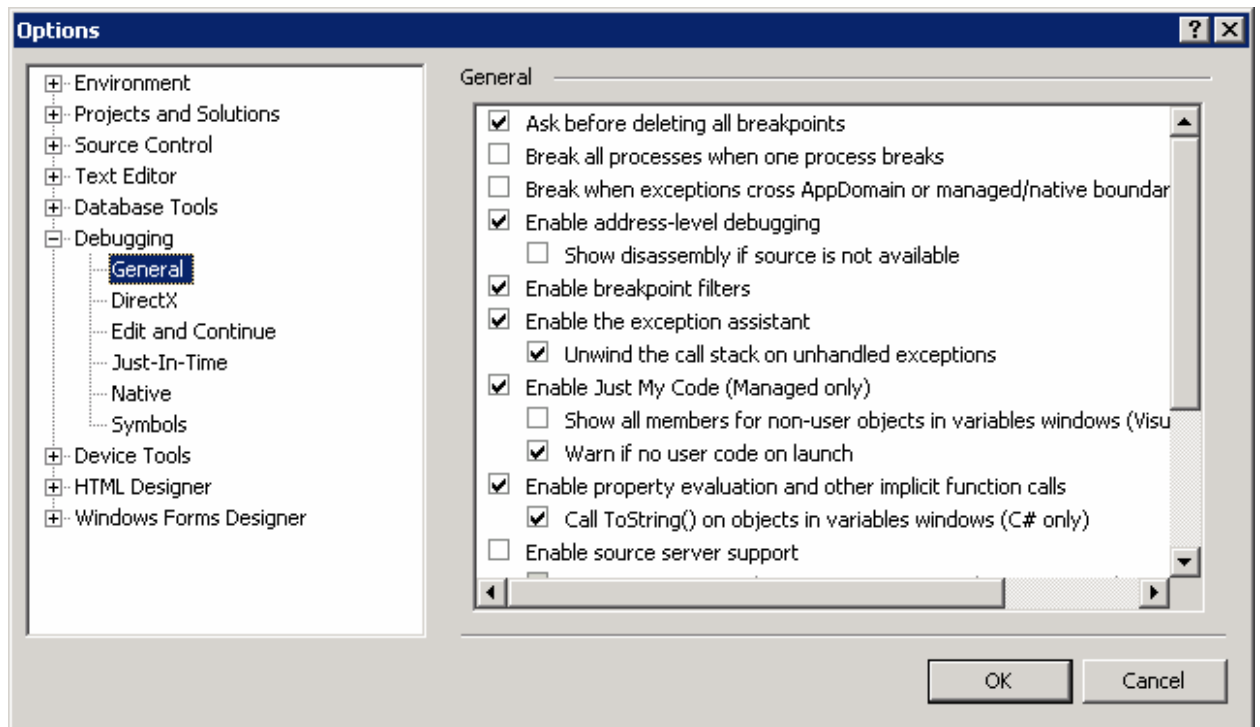 Options
Environment
Projects and Solutions
Source Control
Text Editor
Database Tools
Debugging
General
DirectX
Edit and Continue
Just-In-Time
Native
Symbols
Device Tools
HTML Designer
Windows Forms Designer
General
Ask before deleting all breakpoints
Break all processes when one process breaks
Break when exceptions cross AppDomain or managed/native boundar
Enable address-level debugging
Show disassembly if source is not available
Enable breakpoint filters
Enable the exception assistant
Unwind the call stack on unhandled exceptions
Enable Just My Code (Managed only)
Show all members for non-user objects in variables windows (Visu
Warn if no user code on launch
Enable property evaluation and other implicit function calls
Call ToString() on objects in variables windows (C# only)
Enable source server support
OK
Cancel